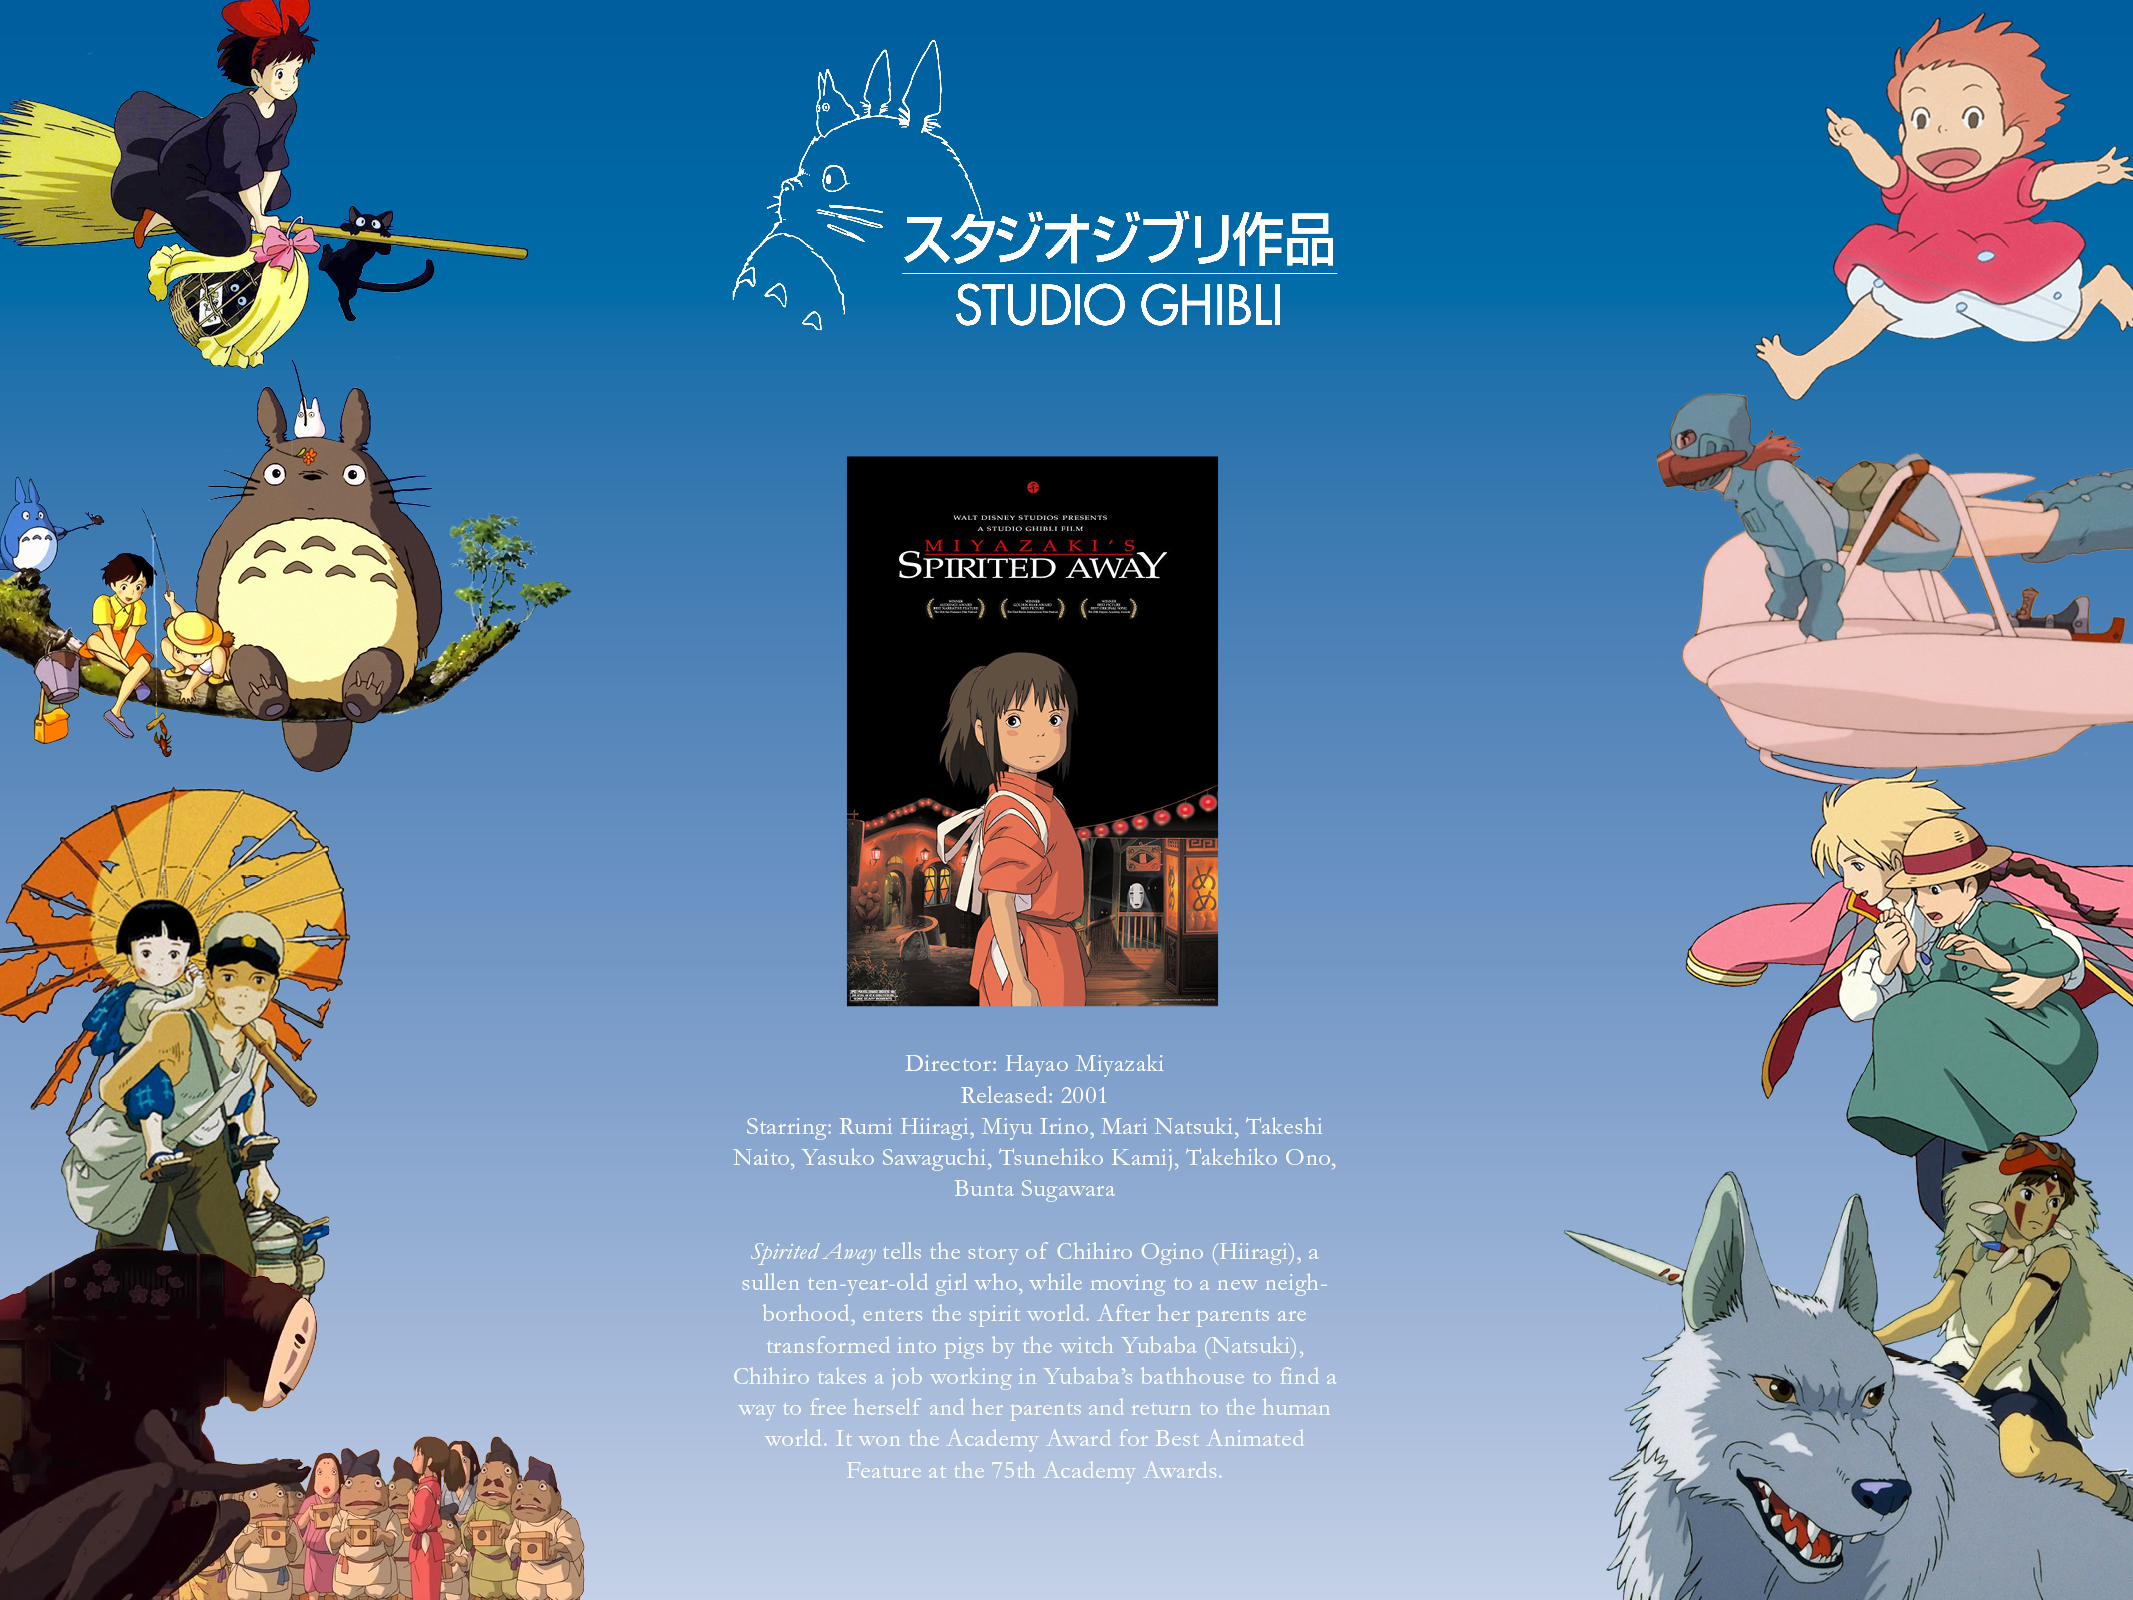 スタジオジブリ作品
STUDIO GHIBLI
WALT DISNEY STUDIOS PRESENTS
A STUDIO GHIBLI FILM
MIYAZAKI'S
SPIRITED AWAY
Director: Hayao Miyazaki
Released: 2001
Starring: Rumi Hiiragi, Miyu Irino, Mari Natsuki, Takeshi
Naito, Yasuko Sawaguchi, Tsunehiko Kamij, Takehiko Ono,
Bunta Sugawara
Spirited Away tells the story of Chihiro Ogino (Hiiragi), a
sullen ten-year-old girl who, while moving to a new neigh-
borhood, enters the spirit world. After her parents are
transformed into pigs by the witch Yubaba (Natsuki),
Chihiro takes a job working in Yubaba’s bathhouse to find a
way to free herself and her parents and return to the human
world. It won the Academy Award for Best Animated
Feature at the 75th Academy Awards.